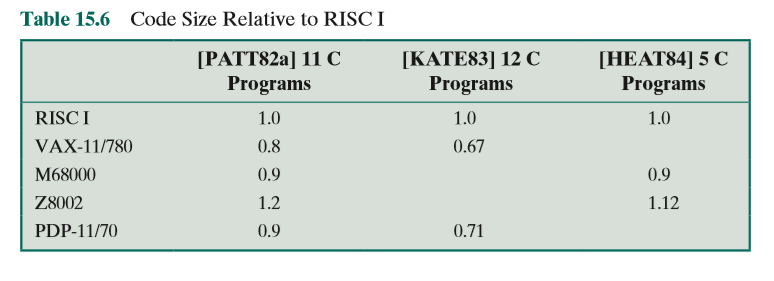 Table 15.6 Code Size Relative to RISC I
[PATT82a] 11 C Programs [KATE83] 12 C Programs [HEAT84] 5 C Programs
RISC I 1.0 1.0 1.0
VAX-11/780 0.8 0.67
M68000 0.9 0.9
Z8002 1.2 1.12
PDP-11/70 0.9 0.71